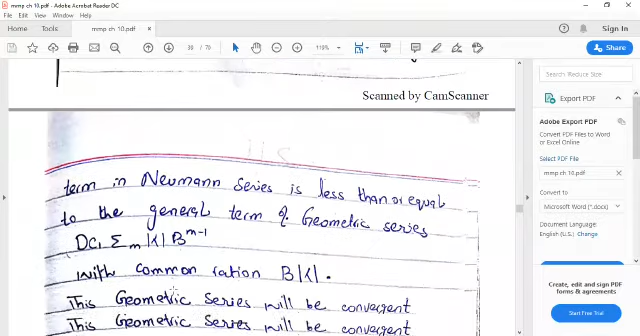 mmp ch 10.pdf - Adobe Acrobat Reader DC
File Edit View Window Help
Home Tools mmp ch 10.pdf × Sign In
/ 70 119% Share
Scanned by CamScanner
term in Neumann Series is less than or equal
to the general term of Geometric series
DC₁ Σm |λ| B^m-1
with common ration B|λ|.
This Geometric Series will be convergent
This Geometric Series will be convergent
Search 'Reduce Size'
Export PDF
Adobe Export PDF
Convert PDF Files to Word
or Excel Online
Select PDF File
mmp ch 10.pdf ×
Convert to
Microsoft Word (*.docx)
Document Language:
English (U.S.) Change
Create, edit and sign PDF
forms & agreements
Start Free Trial